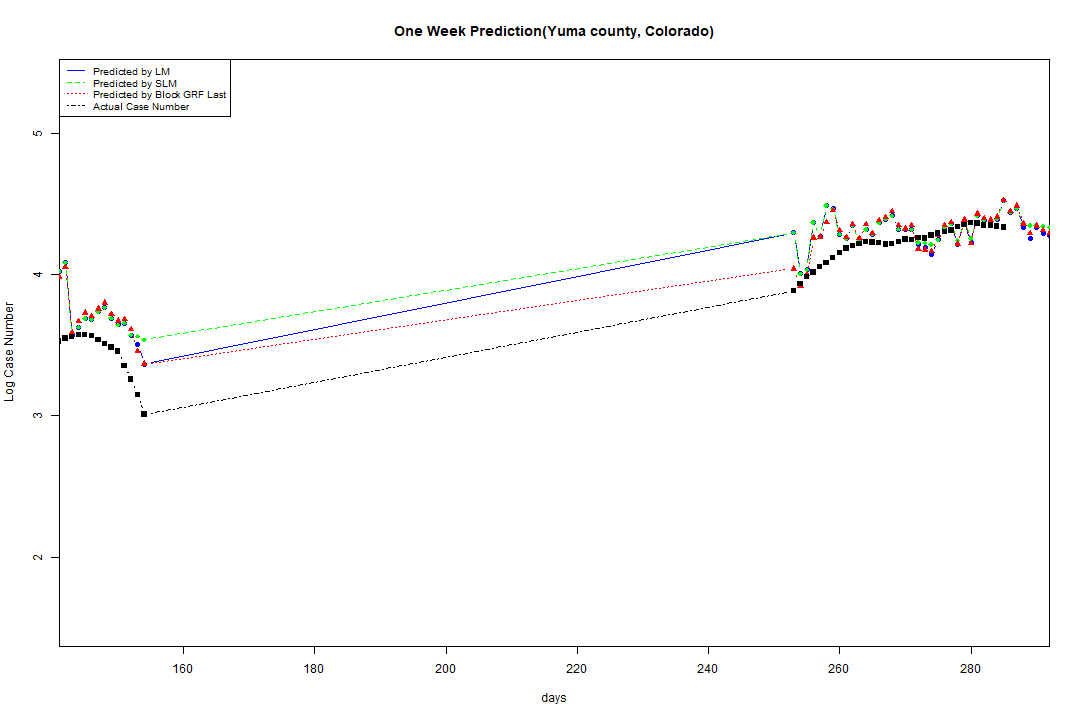 One Week Prediction(Yuma county, Colorado)
Predicted by LM
Predicted by SLM
Predicted by Block GRF Last
Actual Case Number
5
4
3
2
Log Case Number
160 180 200 220 240 260 280
days